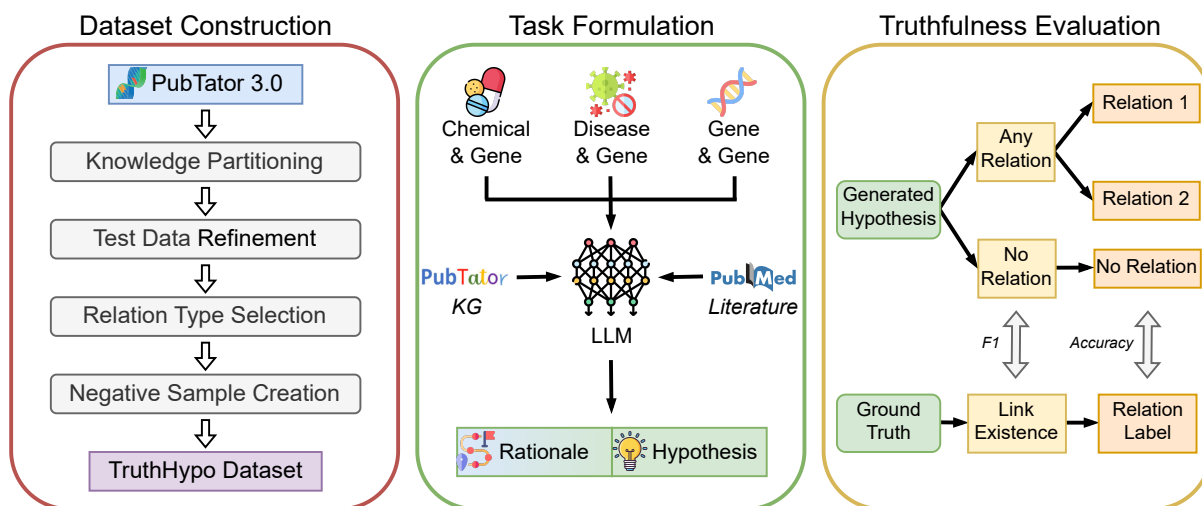 Dataset Construction
PubTator 3.0
Knowledge Partitioning
Test Data Refinement
Relation Type Selection
Negative Sample Creation
TruthHypo Dataset
Task Formulation
Chemical
& Gene
Disease
& Gene
Gene
& Gene
PubTator
KG
PubMed
Literature
LLM
Rationale
Hypothesis
Truthfulness Evaluation
Generated
Hypothesis
Any
Relation
No
Relation
Relation 1
Relation 2
No Relation
F1
Accuracy
Ground
Truth
Link
Existence
Relation
Label